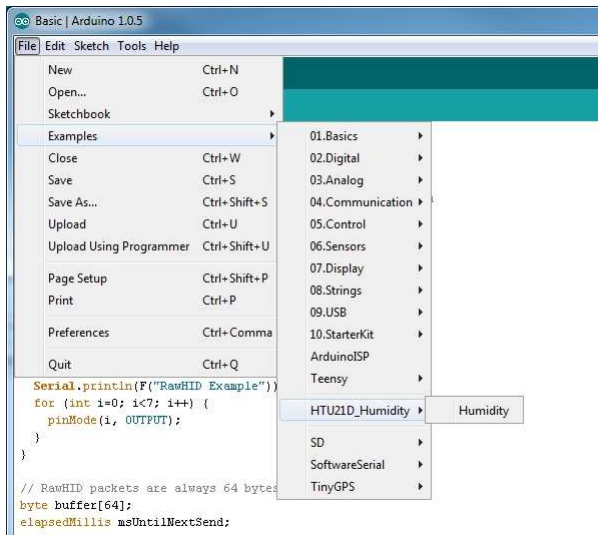 Basic | Arduino 1.0.5
File Edit Sketch Tools Help
New Ctrl+N
Open... Ctrl+O
Sketchbook
Examples
Close Ctrl+W
Save Ctrl+S
Save As... Ctrl+Shift+S
Upload Ctrl+U
Upload Using Programmer Ctrl+Shift+U
Page Setup Ctrl+Shift+P
Print Ctrl+P
Preferences Ctrl+Comma
Quit Ctrl+Q
01.Basics
02.Digital
03.Analog
04.Communication
05.Control
06.Sensors
07.Display
08.Strings
09.USB
10.StarterKit
ArduinoISP
Teensy
HTU21D_Humidity
SD
SoftwareSerial
TinyGPS
Humidity
Serial.println(F("RawHID Example"))
for (int i=0; i<7; i++) {
pinMode(i, OUTPUT);
}
}
// RawHID packets are always 64 bytes
byte buffer[64];
elapsedMillis msUntilNextSend;